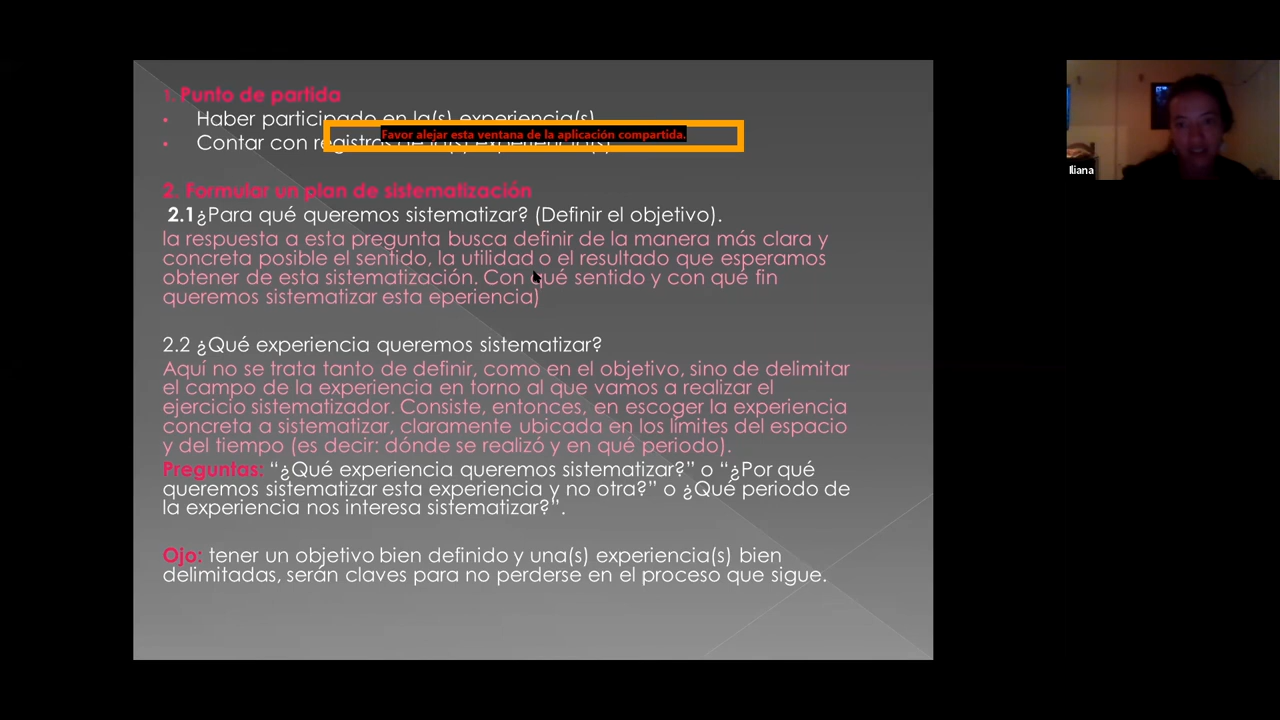 1. Punto de partida
• Haber participado en la(s) experiencia(s)
Favor alejar esta ventana de la aplicación compartida.
• Contar con registros de la(s) experiencia(s)
2. Formular un plan de sistematización
2.1¿Para qué queremos sistematizar? (Definir el objetivo).
la respuesta a esta pregunta busca definir de la manera más clara y
concreta posible el sentido, la utilidad o el resultado que esperamos
obtener de esta sistematización. Con qué sentido y con qué fin
queremos sistematizar esta eperiencia)
2.2 ¿Qué experiencia queremos sistematizar?
Aquí no se trata tanto de definir, como en el objetivo, sino de delimitar
el campo de la experiencia en torno al que vamos a realizar el
ejercicio sistematizador. Consiste, entonces, en escoger la experiencia
concreta a sistematizar, claramente ubicada en los límites del espacio
y del tiempo (es decir: dónde se realizó y en qué periodo).
Preguntas: “¿Qué experiencia queremos sistematizar?” o “¿Por qué
queremos sistematizar esta experiencia y no otra?” o ¿Qué periodo de
la experiencia nos interesa sistematizar?”.
Ojo: tener un objetivo bien definido y una(s) experiencia(s) bien
delimitadas, serán claves para no perderse en el proceso que sigue.
Iliana